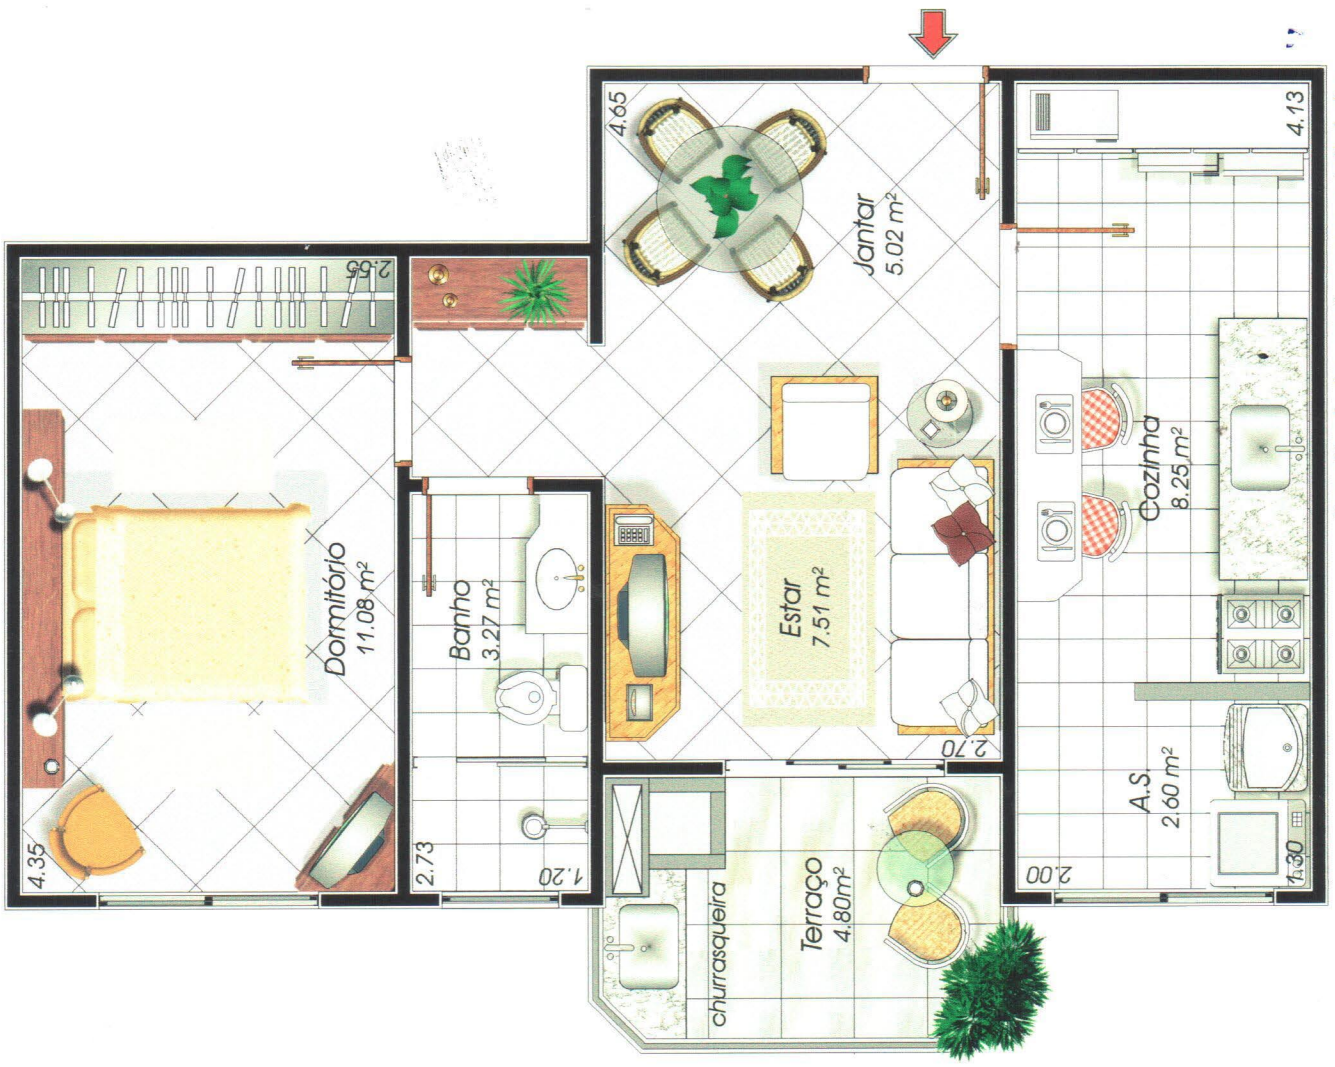 4.65
4.13
Jantar
5.02 m²
2.55
Cozinha
8.25 m²
Dormitório
11.08 m²
Banho
3.27 m²
Estar
7.51 m²
2.70
A.S.
2.60 m²
4.35
2.73
1.20
churrasqueira
Terraço
4.80m²
2.00
1.30